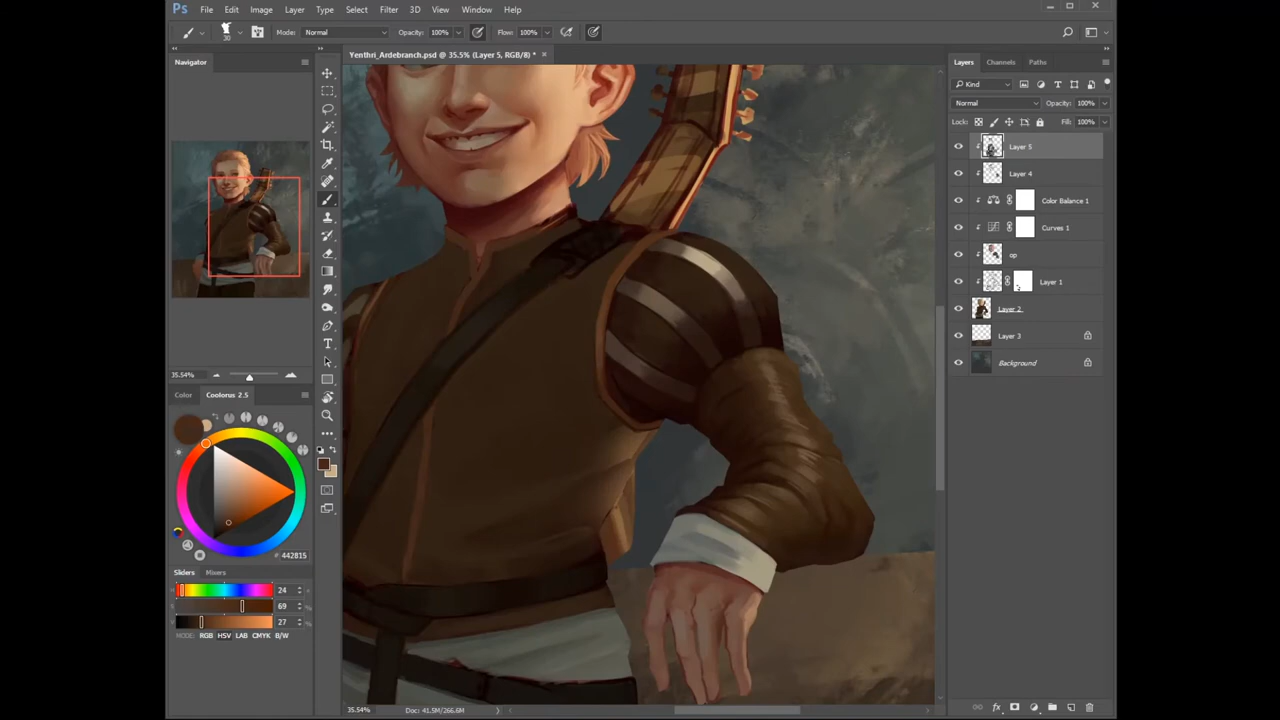 Ps File Edit Image Layer Type Select Filter 3D View Window Help
30 Mode: Normal Opacity: 100% Flow: 100%
Yenthri_Ardebranch.psd @ 35.5% (Layer 5, RGB/8) * ×
Navigator
35.54%
Color Coolorus 2.5
# 442815
Sliders Mixers
H 24
69 %
V 27 %
MODE: RGB HSV LAB CMYK B/W
Layers Channels Paths
Kind
Normal Opacity: 100%
Lock: Fill: 100%
Layer 5
Layer 4
Color Balance 1
Curves 1
op
Layer 1
Layer 2
Layer 3
Background
35.54% Doc: 41.5M/266.6M
fx